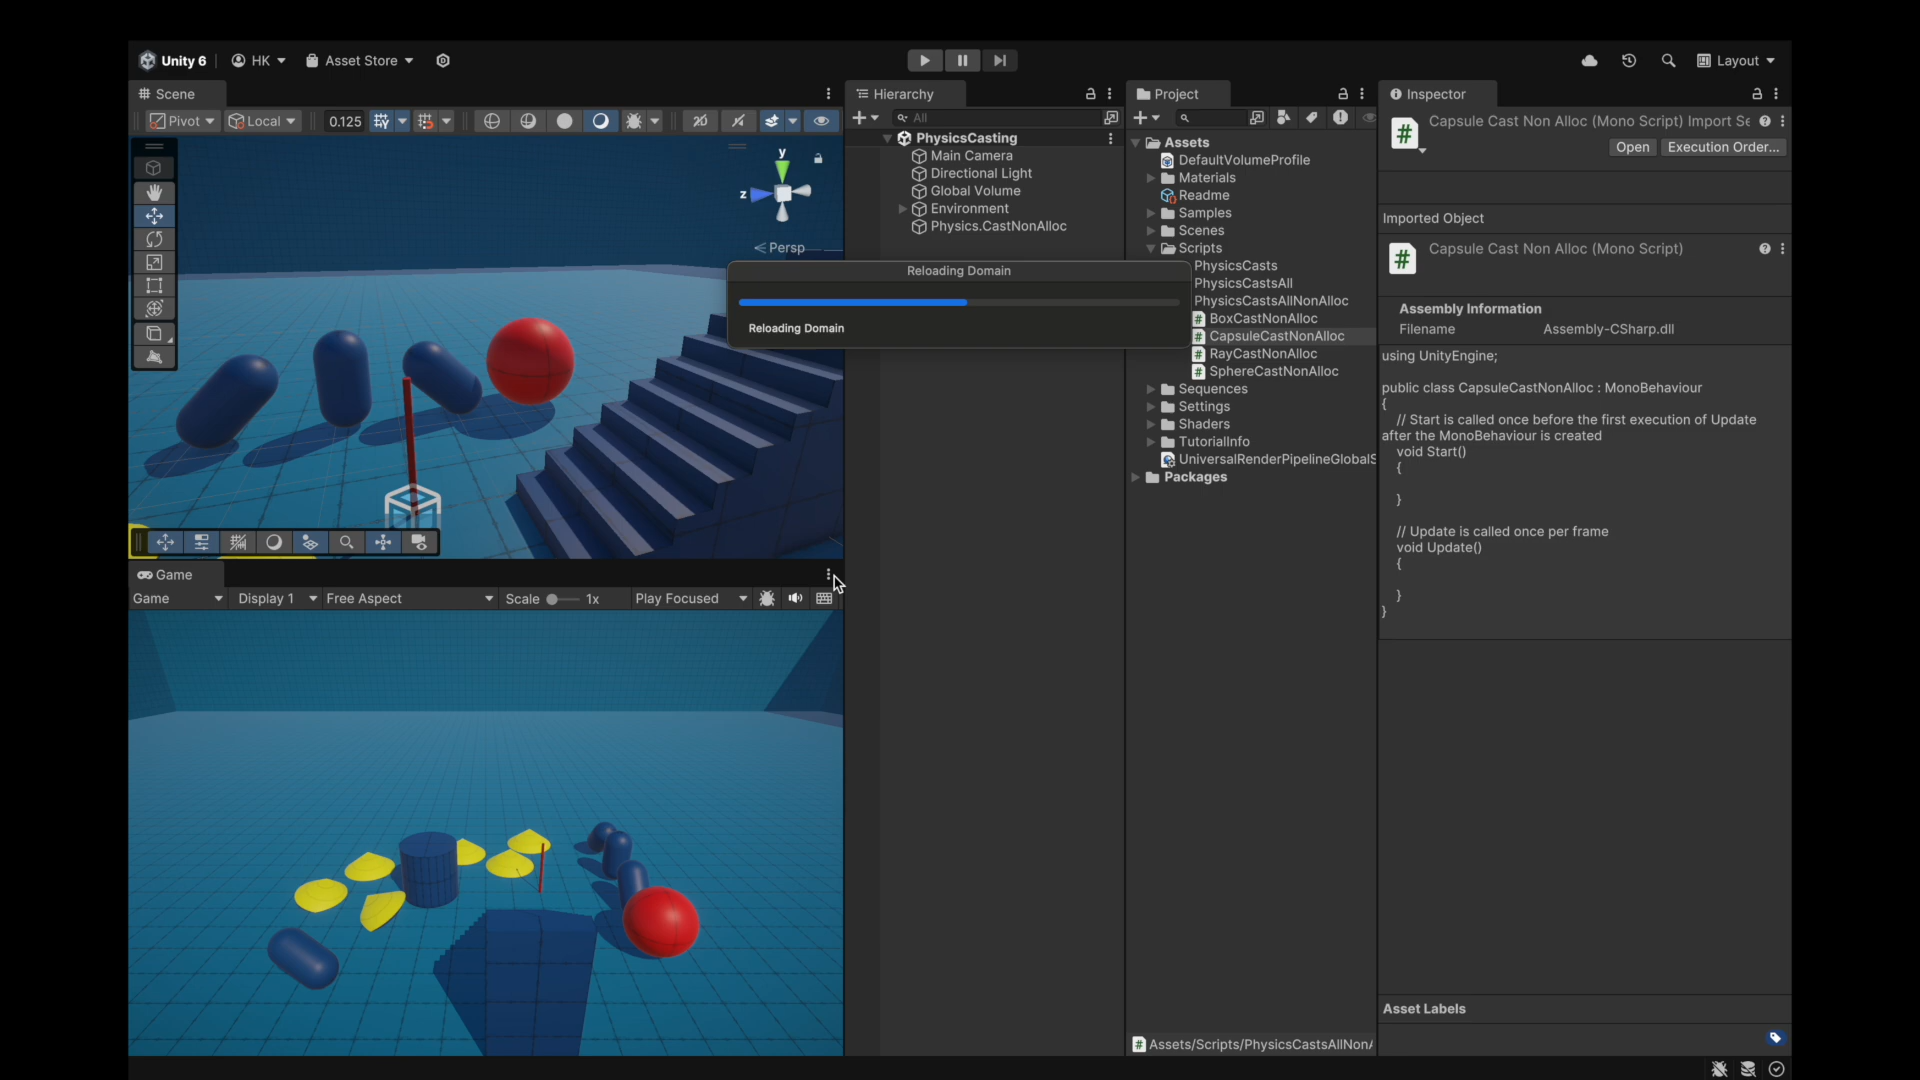 Unity 6
HK
Asset Store
Layout
Scene
Pivot
Local
0.125
2D
y
z
Persp
Game
Game
Display 1
Free Aspect
Scale
1x
Play Focused
Hierarchy
All
PhysicsCasting
Main Camera
Directional Light
Global Volume
Environment
Physics.CastNonAlloc
Reloading Domain
Reloading Domain
Project
Assets
DefaultVolumeProfile
Materials
Readme
Samples
Scenes
Scripts
PhysicsCasts
PhysicsCastsAll
PhysicsCastsAllNonAlloc
BoxCastNonAlloc
CapsuleCastNonAlloc
RayCastNonAlloc
SphereCastNonAlloc
Sequences
Settings
Shaders
TutorialInfo
UniversalRenderPipelineGlobalS
Packages
Assets/Scripts/PhysicsCastsAllNon
Inspector
Capsule Cast Non Alloc (Mono Script) Import Se
Open
Execution Order...
Imported Object
Capsule Cast Non Alloc (Mono Script)
Assembly Information
Filename Assembly-CSharp.dll
using UnityEngine;
public class CapsuleCastNonAlloc : MonoBehaviour
{
// Start is called once before the first execution of Update
after the MonoBehaviour is created
void Start()
{
}
// Update is called once per frame
void Update()
{
}
}
Asset Labels